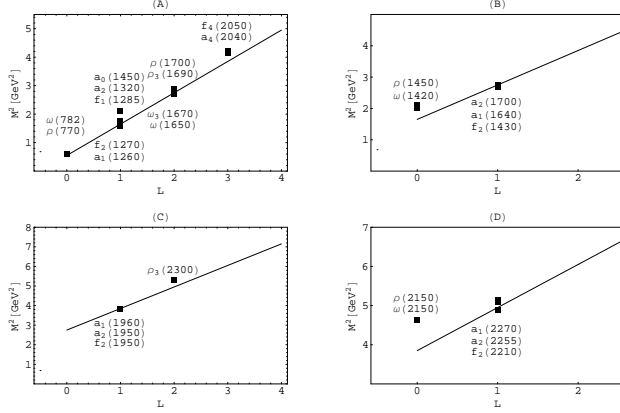 (A)
M²[GeV²]
5
4
3
2
1
0
1
2
3
4
L
ω(782)
ρ(770)
a₀(1450)
a₂(1320)
f₁(1285)
f₂(1270)
a₁(1260)
ρ(1700)
ρ₃(1690)
ω₃(1670)
ω(1650)
f₄(2050)
a₄(2040)
(B)
M²[GeV²]
4
3
2
1
0
1
2
L
ρ(1450)
ω(1420)
a₂(1700)
a₁(1640)
f₂(1430)
(C)
M²[GeV²]
8
7
6
5
4
3
2
1
0
1
2
3
4
L
a₁(1960)
a₂(1950)
f₂(1950)
ρ₃(2300)
(D)
M²[GeV²]
7
6
5
4
0
1
2
L
ρ(2150)
ω(2150)
a₁(2270)
a₂(2255)
f₂(2210)